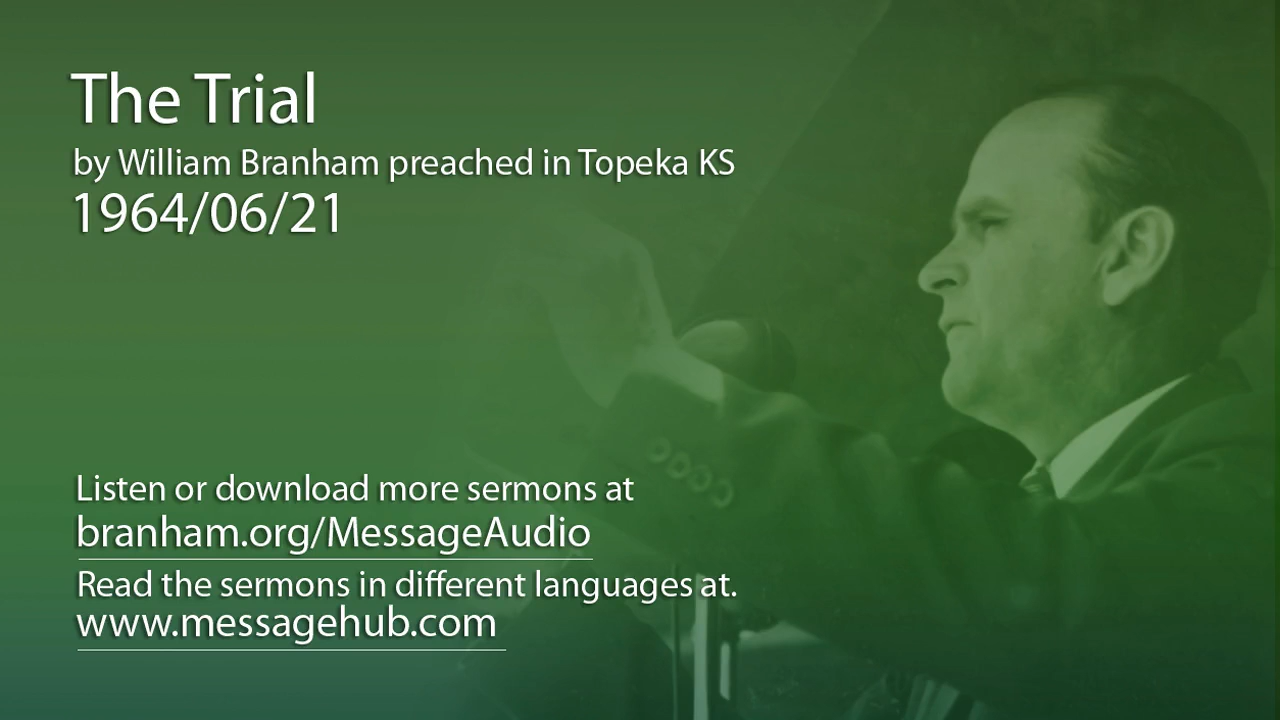 The Trial
by William Branham preached in Topeka KS
1964/06/21
Listen or download more sermons at
branham.org/MessageAudio
Read the sermons in different languages at.
www.messagehub.com